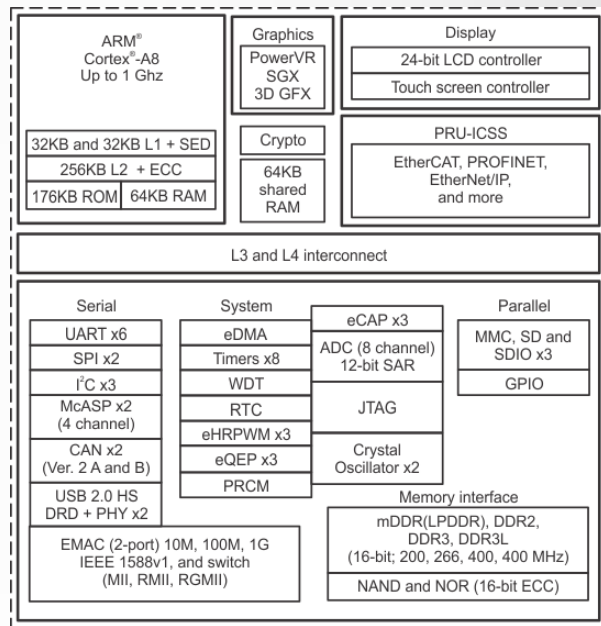 ARM®
Cortex®-A8
Up to 1 Ghz
32KB and 32KB L1 + SED
256KB L2 + ECC
176KB ROM
64KB RAM
Graphics
PowerVR
SGX
3D GFX
Crypto
64KB
shared
RAM
Display
24-bit LCD controller
Touch screen controller
PRU-ICSS
EtherCAT, PROFINET,
EtherNet/IP,
and more
L3 and L4 interconnect
Serial
UART x6
SPI x2
I²C x3
McASP x2
(4 channel)
CAN x2
(Ver. 2 A and B)
USB 2.0 HS
DRD + PHY x2
EMAC (2-port) 10M, 100M, 1G
IEEE 1588v1, and switch
(MII, RMII, RGMII)
System
eDMA
Timers x8
WDT
RTC
eHRPWM x3
eQEP x3
PRCM
eCAP x3
ADC (8 channel)
12-bit SAR
JTAG
Crystal
Oscillator x2
Parallel
MMC, SD and
SDIO x3
GPIO
Memory interface
mDDR(LPDDR), DDR2,
DDR3, DDR3L
(16-bit; 200, 266, 400, 400 MHz)
NAND and NOR (16-bit ECC)